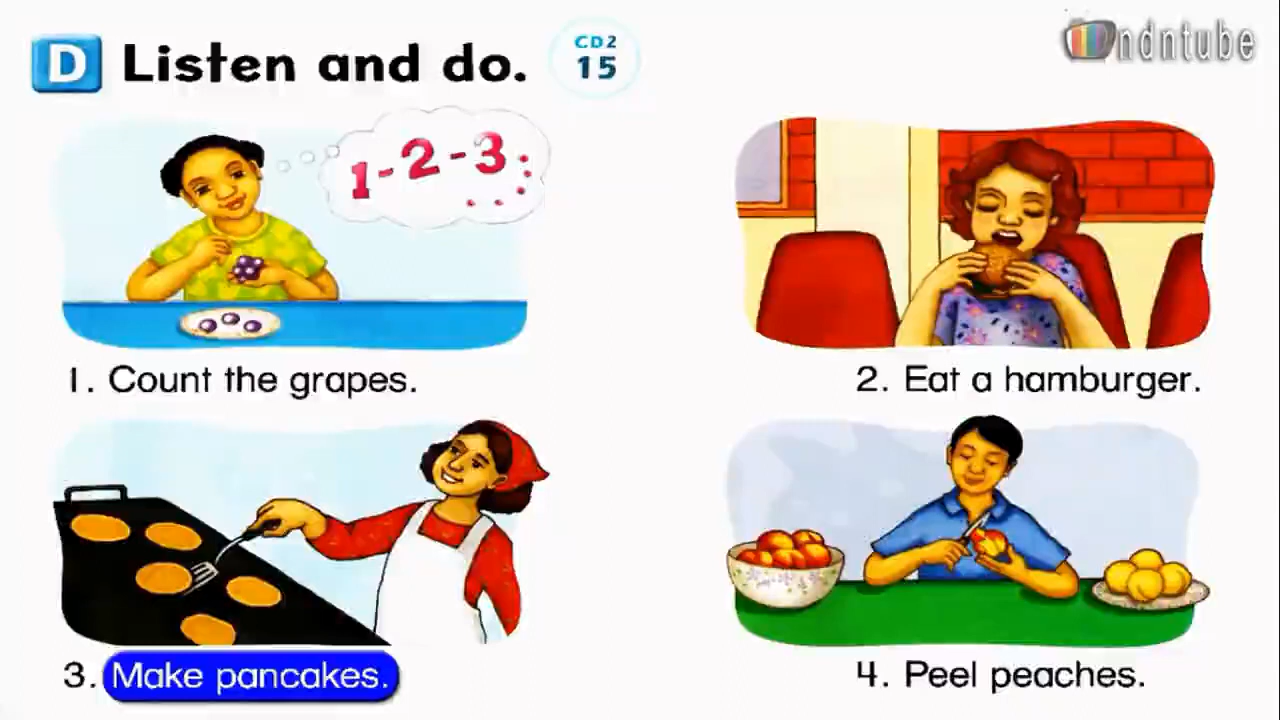 D Listen and do. CD2 15
ndntube
1-2-3...
1. Count the grapes.
2. Eat a hamburger.
3. Make pancakes.
4. Peel peaches.